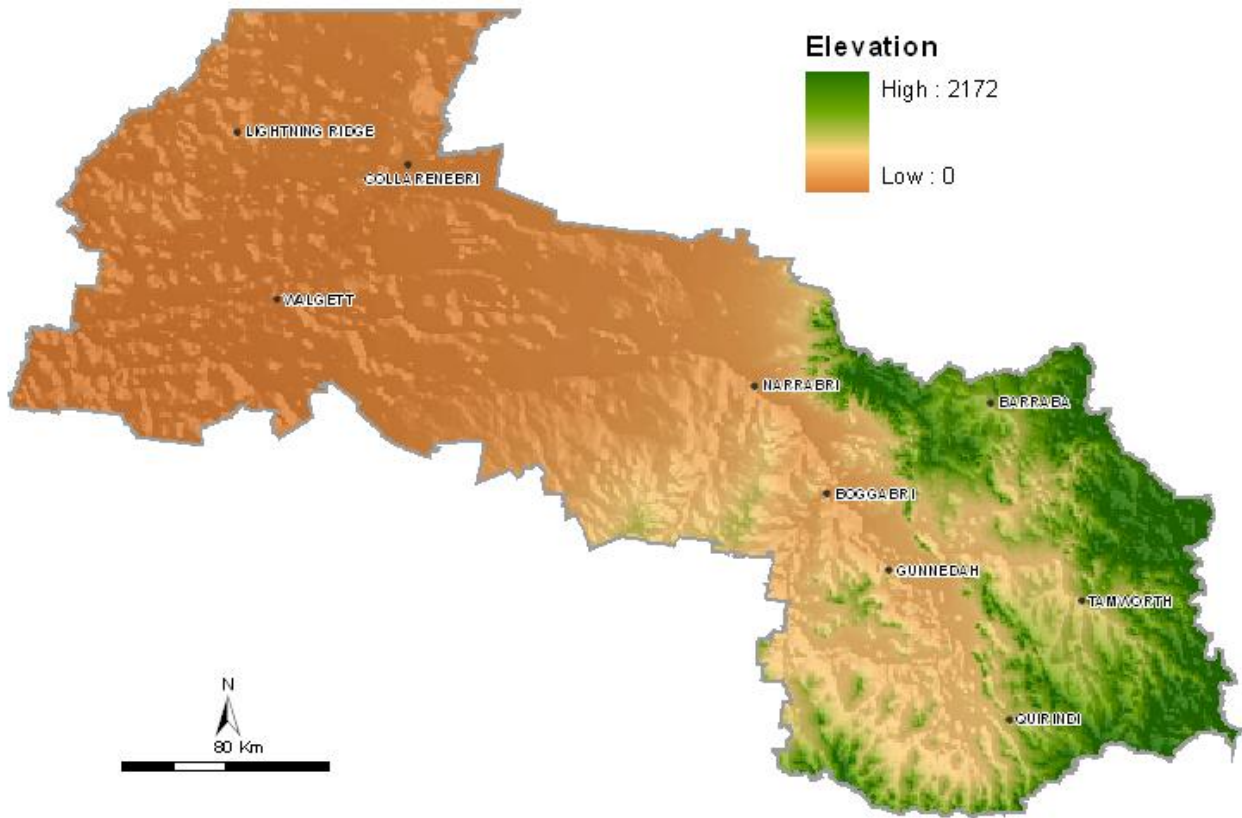 Elevation
High : 2172
Low : 0
LIGHTNING RIDGE
COLLARENEBRI
WALGETT
NARRABRI
BARRABA
BOGGABRI
GUNNEDAH
TAMWORTH
QUIRINDI
N
80 Km